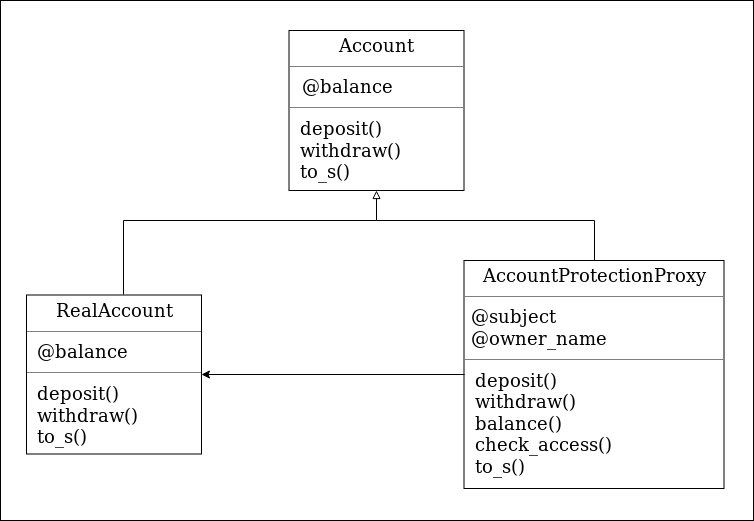 Account
@balance
deposit()
withdraw()
to_s()
RealAccount
@balance
deposit()
withdraw()
to_s()
AccountProtectionProxy
@subject
@owner_name
deposit()
withdraw()
balance()
check_access()
to_s()